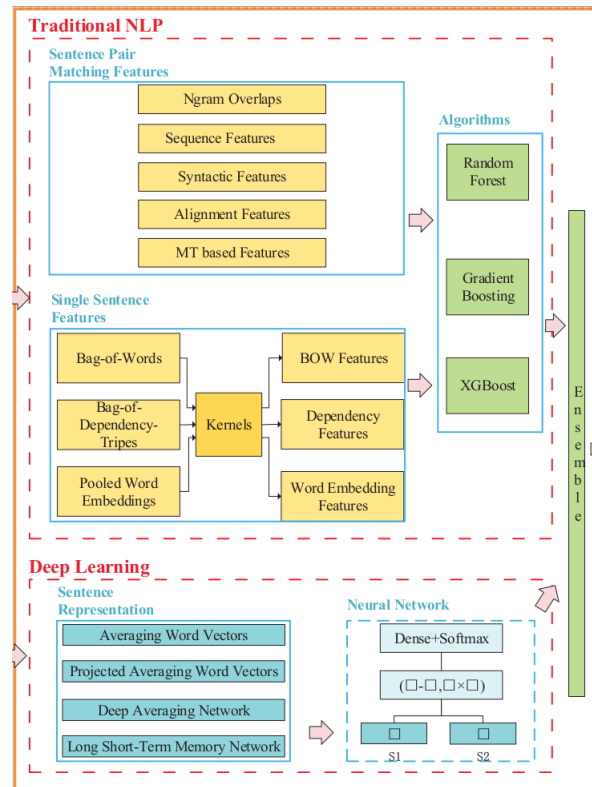 Traditional NLP
Sentence Pair
Matching Features
Ngram Overlaps
Sequence Features
Syntactic Features
Alignment Features
MT based Features
Algorithms
Random
Forest
Gradient
Boosting
XGBoost
Single Sentence
Features
Bag-of-Words
Bag-of-
Dependency-
Tripes
Pooled Word
Embeddings
Kernels
BOW Features
Dependency
Features
Word Embedding
Features
Ensemble
Deep Learning
Sentence
Representation
Averaging Word Vectors
Projected Averaging Word Vectors
Deep Averaging Network
Long Short-Term Memory Network
Neural Network
Dense+Softmax
(□-□,□×□)
□
□
S1
S2